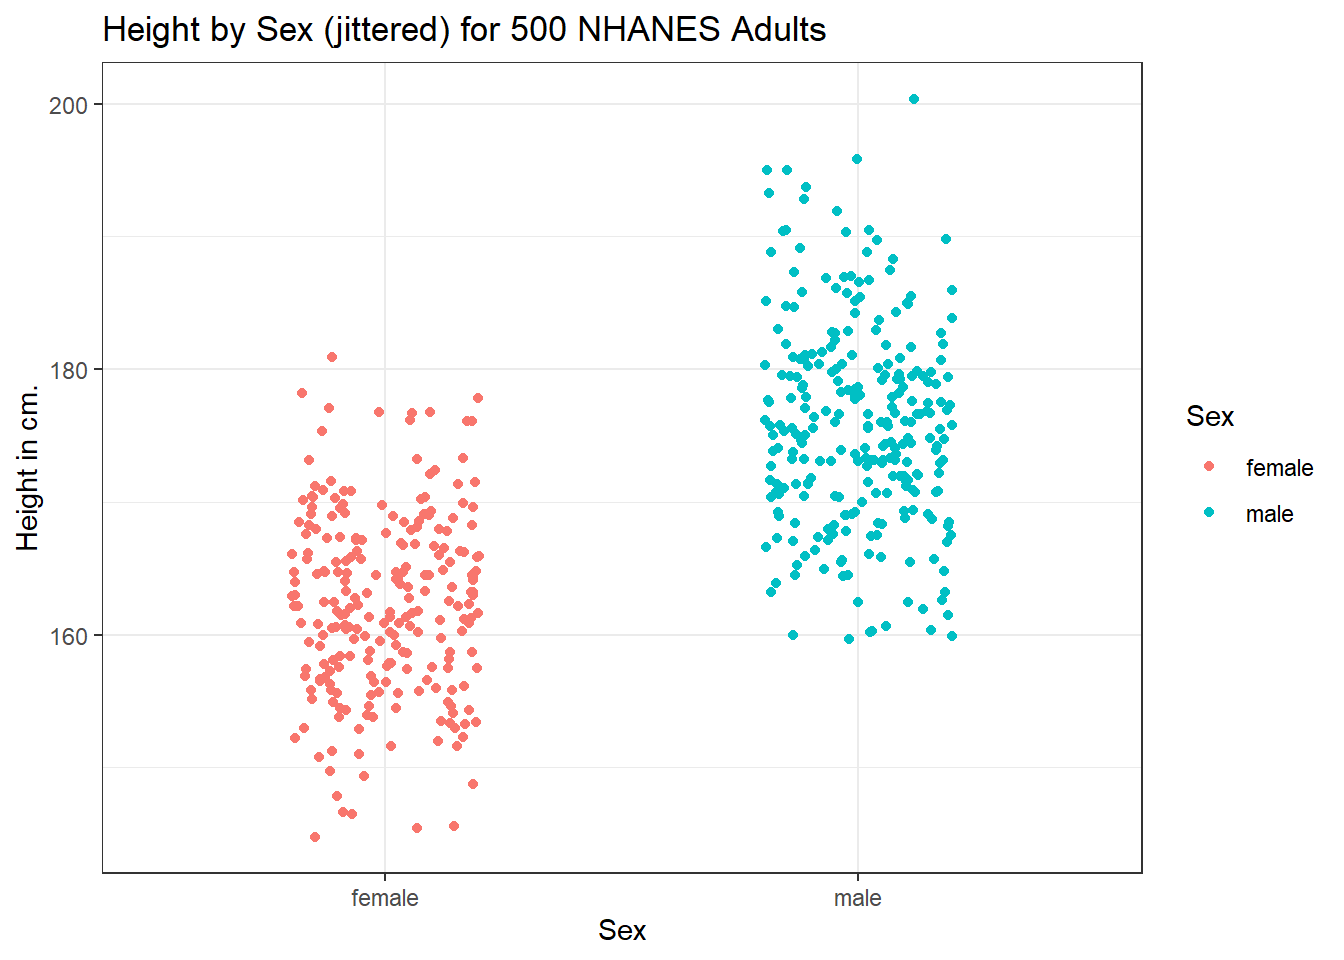 Height by Sex (jittered) for 500 NHANES Adults
Height in cm.
200
180
160
female
male
Sex
Sex
female
male